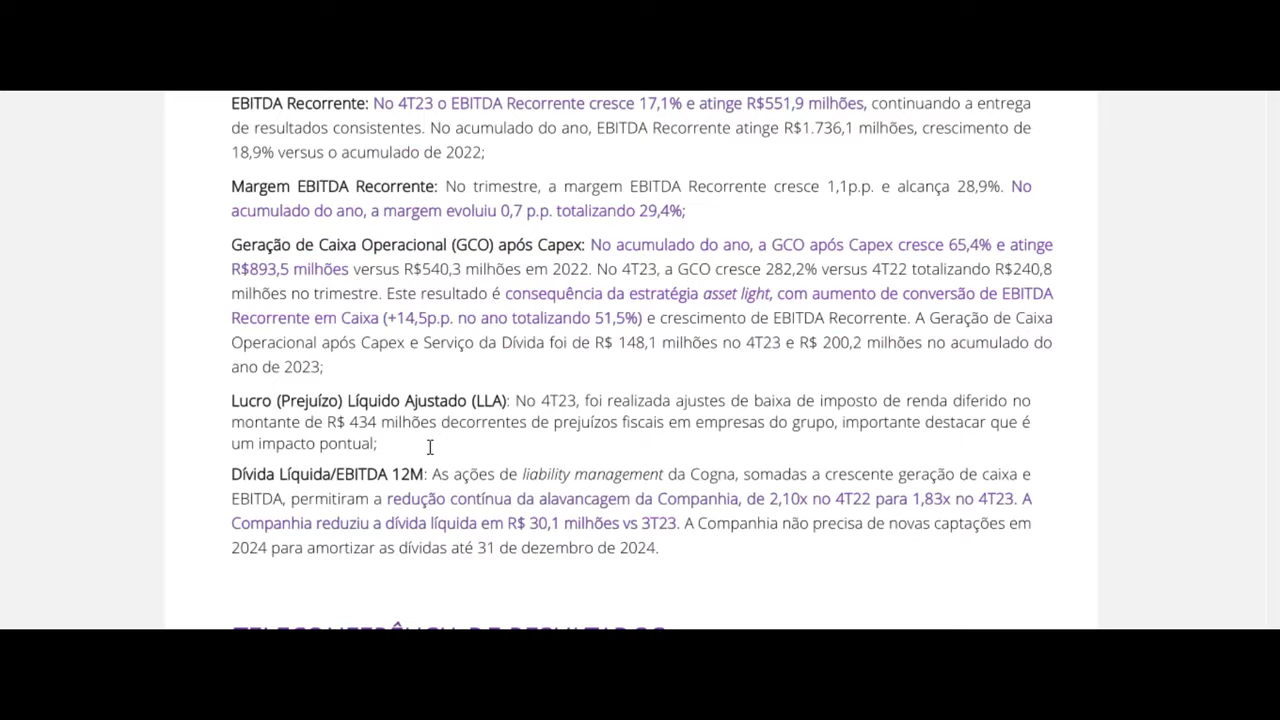 EBITDA Recorrente: No 4T23 o EBITDA Recorrente cresce 17,1% e atinge R$551,9 milhões, continuando a entrega
de resultados consistentes. No acumulado do ano, EBITDA Recorrente atinge R$1.736,1 milhões, crescimento de
18,9% versus o acumulado de 2022;
Margem EBITDA Recorrente: No trimestre, a margem EBITDA Recorrente cresce 1,1p.p. e alcança 28,9%. No
acumulado do ano, a margem evoluiu 0,7 p.p. totalizando 29,4%;
Geração de Caixa Operacional (GCO) após Capex: No acumulado do ano, a GCO após Capex cresce 65,4% e atinge
R$893,5 milhões versus R$540,3 milhões em 2022. No 4T23, a GCO cresce 282,2% versus 4T22 totalizando R$240,8
milhões no trimestre. Este resultado é consequência da estratégia asset light, com aumento de conversão de EBITDA
Recorrente em Caixa (+14,5p.p. no ano totalizando 51,5%) e crescimento de EBITDA Recorrente. A Geração de Caixa
Operacional após Capex e Serviço da Dívida foi de R$ 148,1 milhões no 4T23 e R$ 200,2 milhões no acumulado do
ano de 2023;
Lucro (Prejuízo) Líquido Ajustado (LLA): No 4T23, foi realizada ajustes de baixa de imposto de renda diferido no
montante de R$ 434 milhões decorrentes de prejuízos fiscais em empresas do grupo, importante destacar que é
um impacto pontual;
Dívida Líquida/EBITDA 12M: As ações de liability management da Cogna, somadas a crescente geração de caixa e
EBITDA, permitiram a redução contínua da alavancagem da Companhia, de 2,10x no 4T22 para 1,83x no 4T23. A
Companhia reduziu a dívida líquida em R$ 30,1 milhões vs 3T23. A Companhia não precisa de novas captações em
2024 para amortizar as dívidas até 31 de dezembro de 2024.
TELECONFERÊNCIA DE RESULTADOS